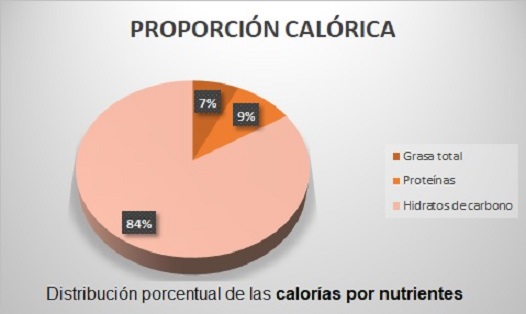 PROPORCIÓN CALÓRICA
7%
9%
84%
Grasa total
Proteínas
Hidratos de carbono
Distribución porcentual de las calorías por nutrientes